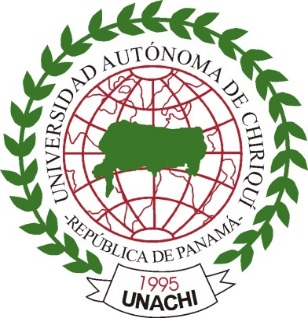 UNIVERSIDAD AUTÓNOMA DE CHIRIQUÍ
-REPÚBLICA DE PANAMÁ-
1995
UNACHI